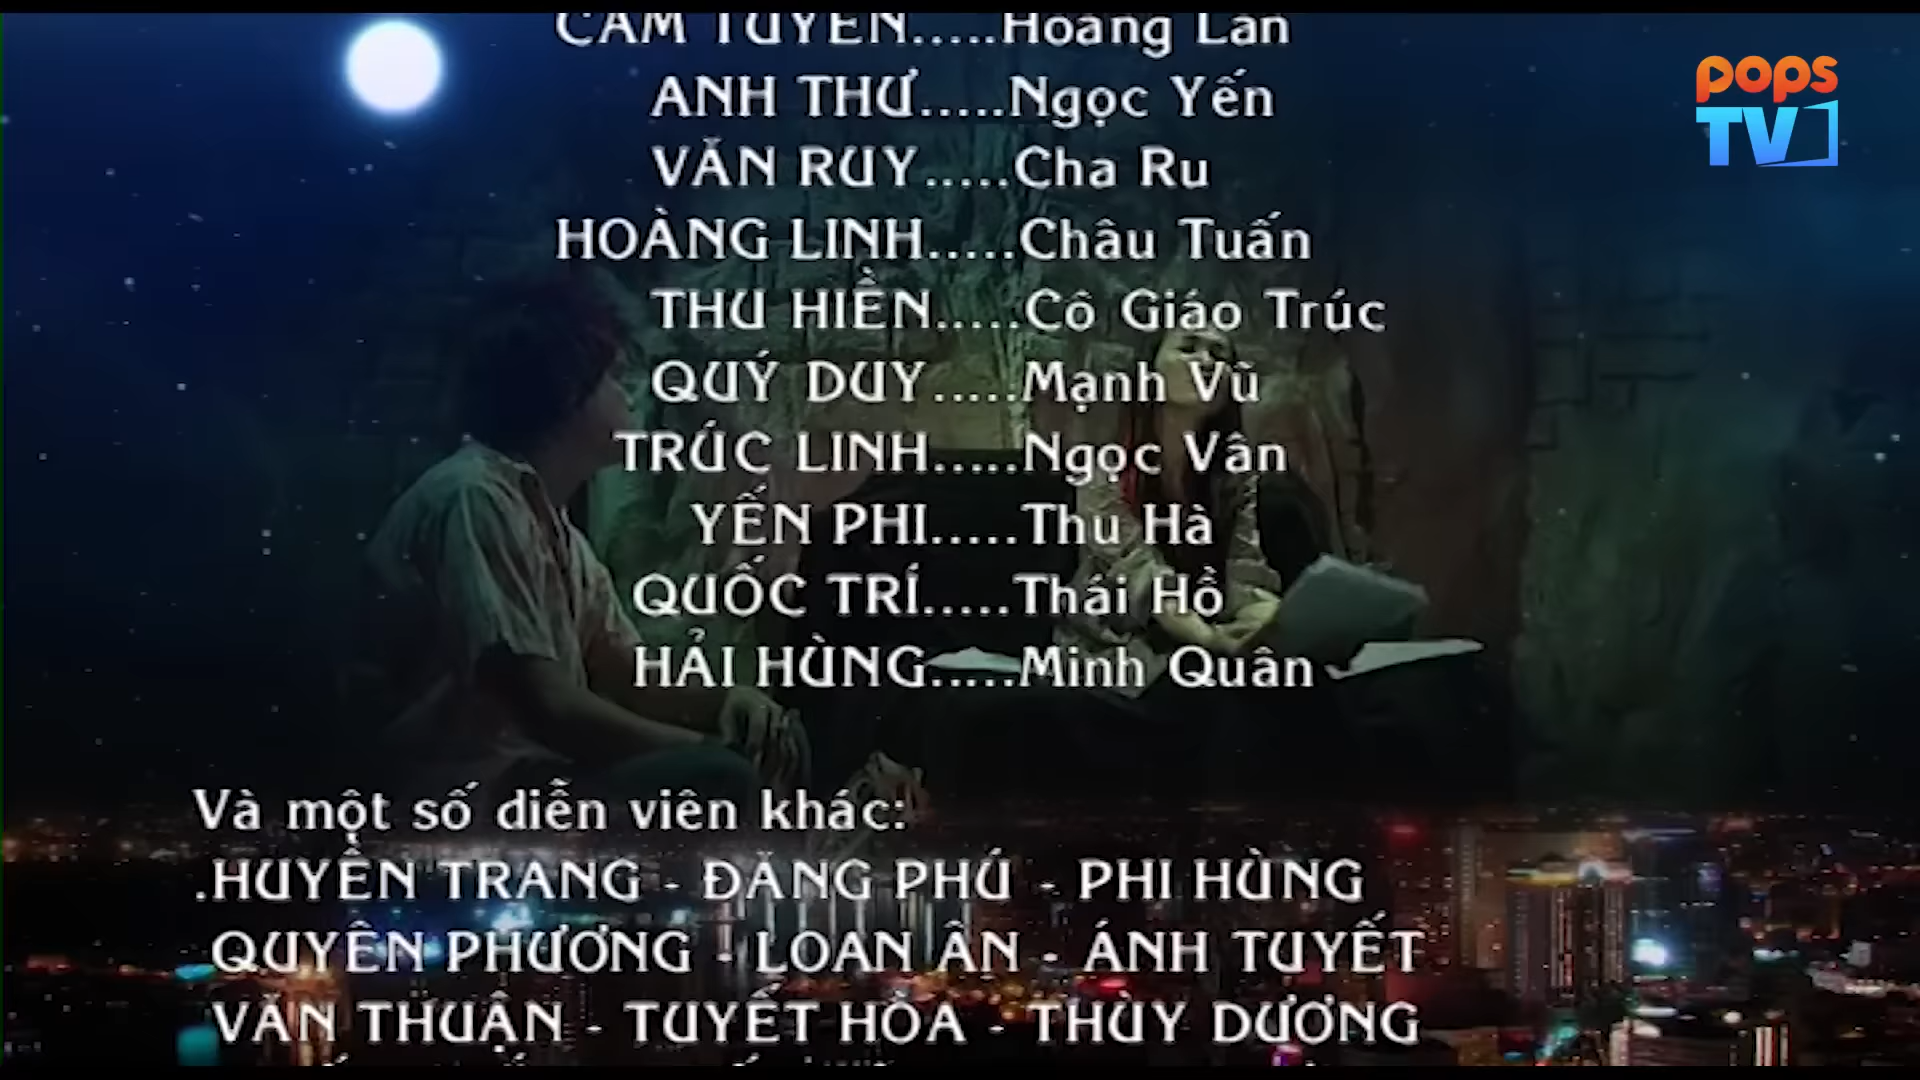 CẨM TUYẾN.....Hoàng Lan
ANH THƯ.....Ngọc Yến
VĂN RUY.....Cha Ru
HOÀNG LINH.....Châu Tuấn
THU HIỀN.....Cô Giáo Trúc
QUÝ DUY.....Mạnh Vũ
TRÚC LINH.....Ngọc Vân
YẾN PHI.....Thu Hà
QUỐC TRÍ.....Thái Hồ
HẢI HÙNG.....Minh Quân
Và một số diễn viên khác:
.HUYỀN TRANG - ĐĂNG PHÚ - PHI HÙNG
QUYÊN PHƯƠNG - LOAN ÂN - ÁNH TUYẾT
VĂN THUẬN - TUYẾT HÒA - THÙY DƯƠNG
POPS
TV